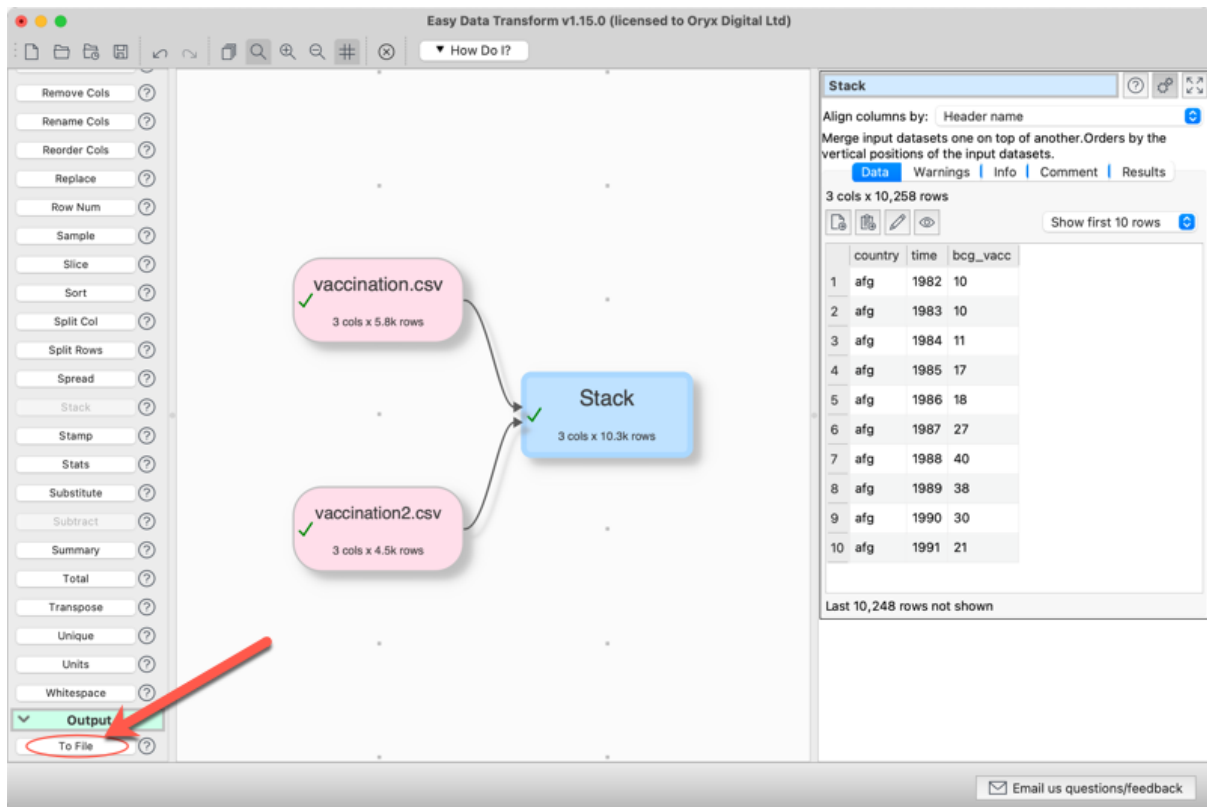 Easy Data Transform v1.15.0 (licensed to Oryx Digital Ltd)
▼ How Do I?
Remove Cols
Rename Cols
Reorder Cols
Replace
Row Num
Sample
Slice
Sort
Split Col
Split Rows
Spread
Stack
Stamp
Stats
Substitute
Subtract
Summary
Total
Transpose
Unique
Units
Whitespace
Output
To File
vaccination.csv
3 cols x 5.8k rows
Stack
3 cols x 10.3k rows
vaccination2.csv
3 cols x 4.5k rows
Stack
Align columns by: Header name
Merge input datasets one on top of another.Orders by the
vertical positions of the input datasets.
Data Warnings Info Comment Results
3 cols x 10,258 rows
Show first 10 rows
country time bcg_vacc
1 afg 1982 10
2 afg 1983 10
3 afg 1984 11
4 afg 1985 17
5 afg 1986 18
6 afg 1987 27
7 afg 1988 40
8 afg 1989 38
9 afg 1990 30
10 afg 1991 21
Last 10,248 rows not shown
Email us questions/feedback